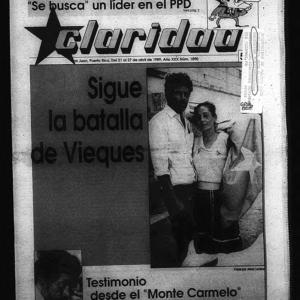 "Se busca" un líder en el PPD
claridad
San Juan, Puerto Rico, Del 21 al 27 de abril de 1989, Año XXX Núm. 1890
Sigue
la batalla
de Vieques
Testimonio
desde el "Monte Carmelo"